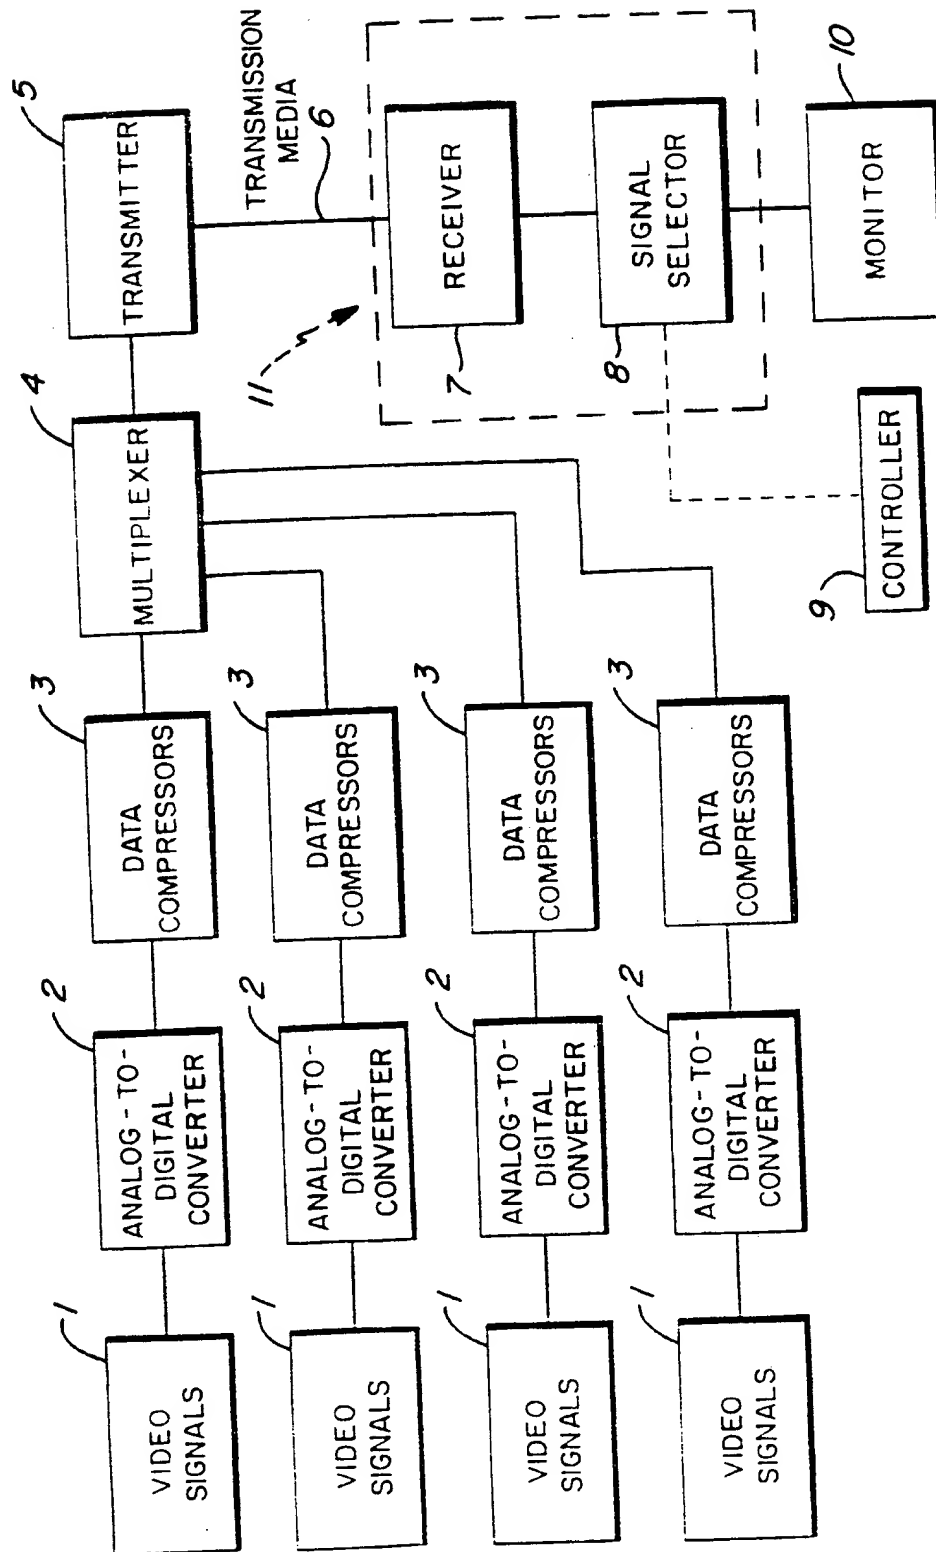 1
VIDEO
SIGNALS
2
ANALOG-TO-
DIGITAL
CONVERTER
3
DATA
COMPRESSORS
4
MULTIPLEXER
5
TRANSMITTER
1
VIDEO
SIGNALS
2
ANALOG-TO-
DIGITAL
CONVERTER
3
DATA
COMPRESSORS
TRANSMISSION
MEDIA
6
1
VIDEO
SIGNALS
2
ANALOG-TO-
DIGITAL
CONVERTER
3
DATA
COMPRESSORS
11
7
RECEIVER
1
VIDEO
SIGNALS
2
ANALOG-TO-
DIGITAL
CONVERTER
3
DATA
COMPRESSORS
8
SIGNAL
SELECTOR
9
CONTROLLER
10
MONITOR